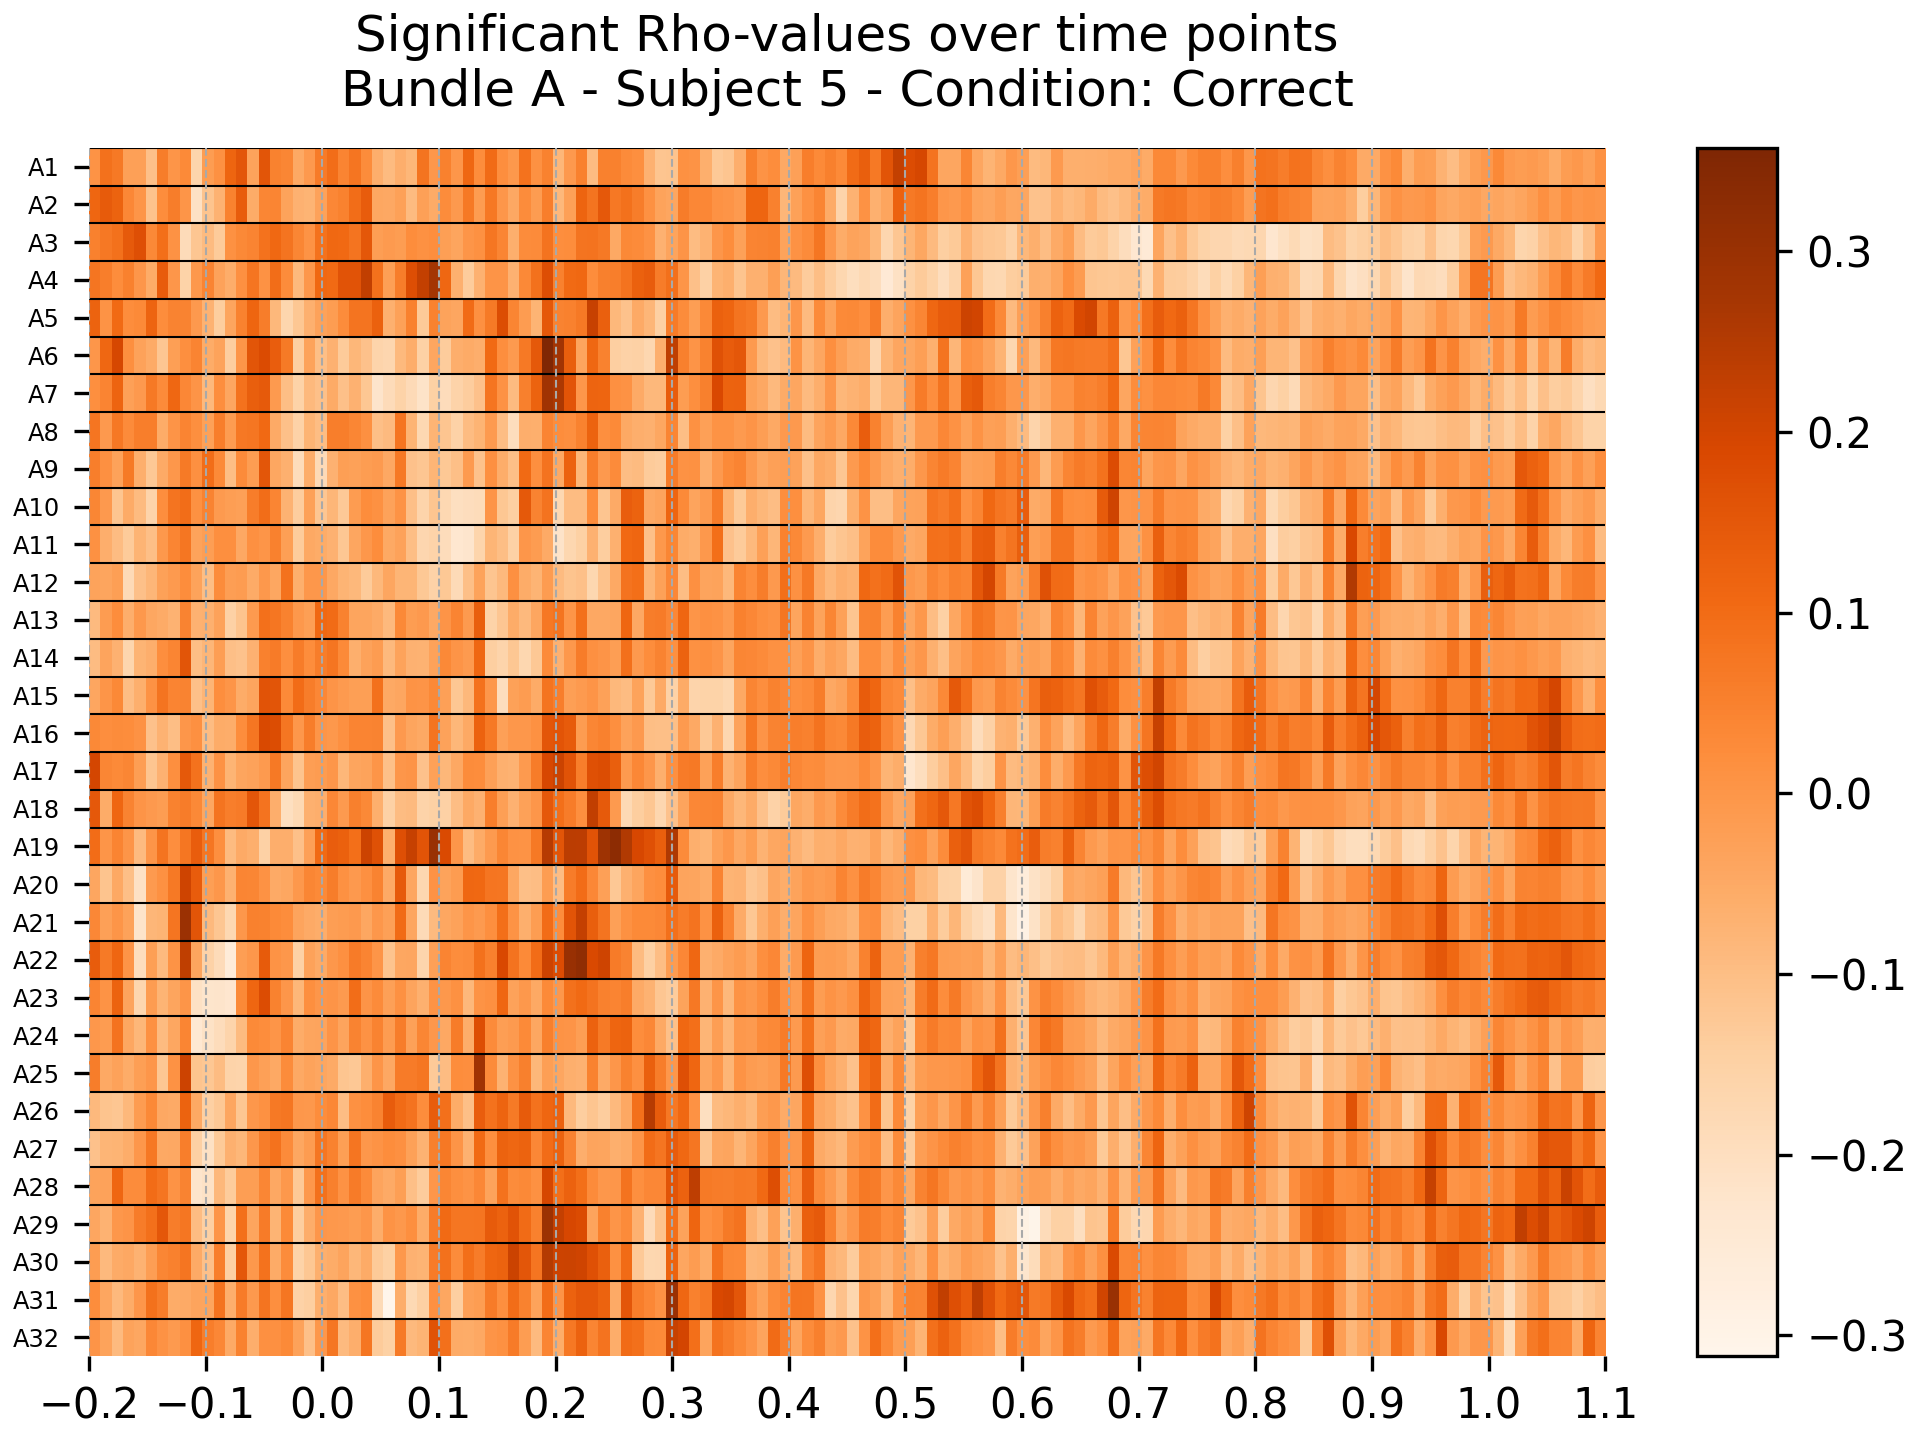 Significant Rho-values over time points
Bundle A - Subject 5 - Condition: Correct
A1
A2
A3
A4
A5
A6
A7
A8
A9
A10
A11
A12
A13
A14
A15
A16
A17
A18
A19
A20
A21
A22
A23
A24
A25
A26
A27
A28
A29
A30
A31
A32
−0.2 −0.1 0.0 0.1 0.2 0.3 0.4 0.5 0.6 0.7 0.8 0.9 1.0 1.1
0.3
0.2
0.1
0.0
−0.1
−0.2
−0.3